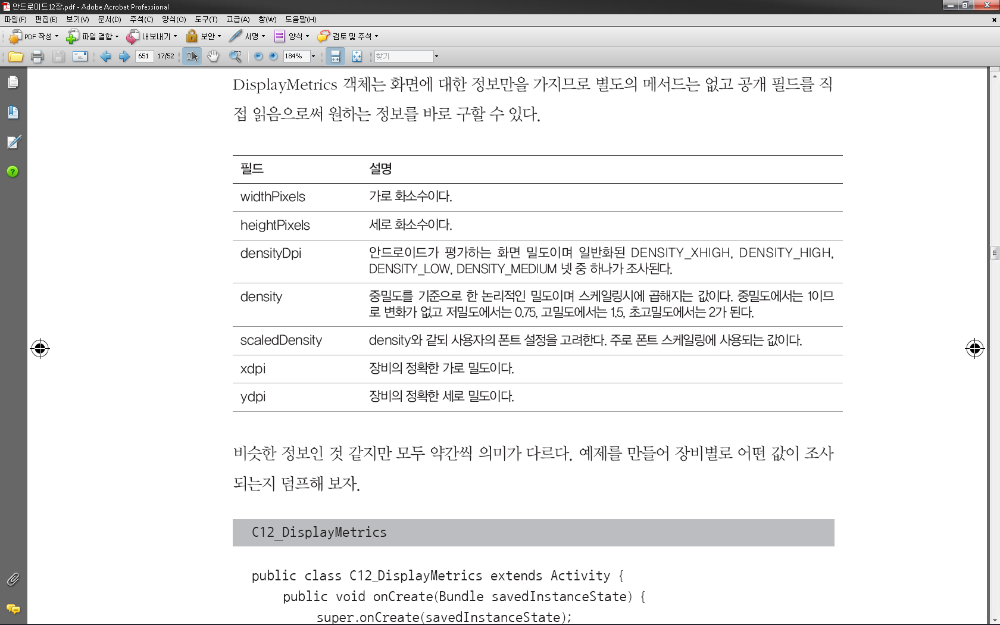 안드로이드12장.pdf - Adobe Acrobat Professional
파일(F) 편집(E) 보기(V) 문서(D) 주석(C) 양식(O) 도구(T) 고급(A) 창(W) 도움말(H)
PDF 작성 파일 결합 내보내기 보안 서명 양식 검토 및 주석
651 17/52 184% 찾기
DisplayMetrics 객체는 화면에 대한 정보만을 가지므로 별도의 메서드는 없고 공개 필드를 직
접 읽음으로써 원하는 정보를 바로 구할 수 있다.
필드 설명
widthPixels 가로 화소수이다.
heightPixels 세로 화소수이다.
densityDpi 안드로이드가 평가하는 화면 밀도이며 일반화된 DENSITY_XHIGH, DENSITY_HIGH,
DENSITY_LOW, DENSITY_MEDIUM 넷 중 하나가 조사된다.
density 중밀도를 기준으로 한 논리적인 밀도이며 스케일링시에 곱해지는 값이다. 중밀도에서는 1이므
로 변화가 없고 저밀도에서는 0.75, 고밀도에서는 1.5, 초고밀도에서는 2가 된다.
scaledDensity density와 같되 사용자의 폰트 설정을 고려한다. 주로 폰트 스케일링에 사용되는 값이다.
xdpi 장비의 정확한 가로 밀도이다.
ydpi 장비의 정확한 세로 밀도이다.
비슷한 정보인 것 같지만 모두 약간씩 의미가 다르다. 예제를 만들어 장비별로 어떤 값이 조사
되는지 덤프해 보자.
C12_DisplayMetrics
public class C12_DisplayMetrics extends Activity {
public void onCreate(Bundle savedInstanceState) {
super.onCreate(savedInstanceState);